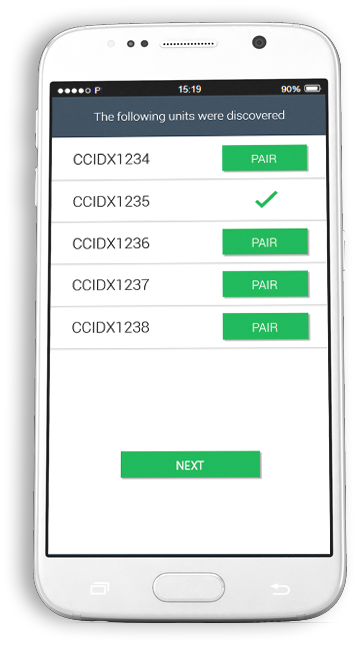 P 15:19 90%
The following units were discovered
CCIDX1234 PAIR
CCIDX1235
CCIDX1236 PAIR
CCIDX1237 PAIR
CCIDX1238 PAIR
NEXT